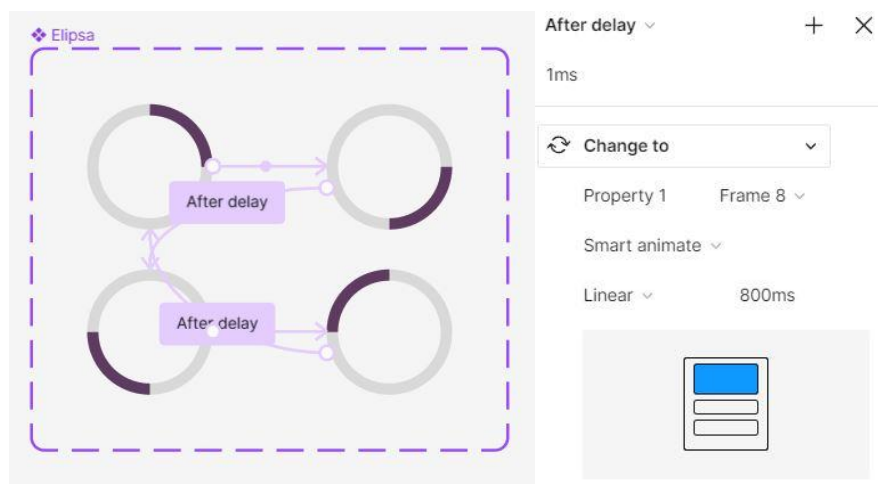 Elipsa
After delay
After delay
After delay
1ms
Change to
Property 1 Frame 8
Smart animate
Linear 800ms